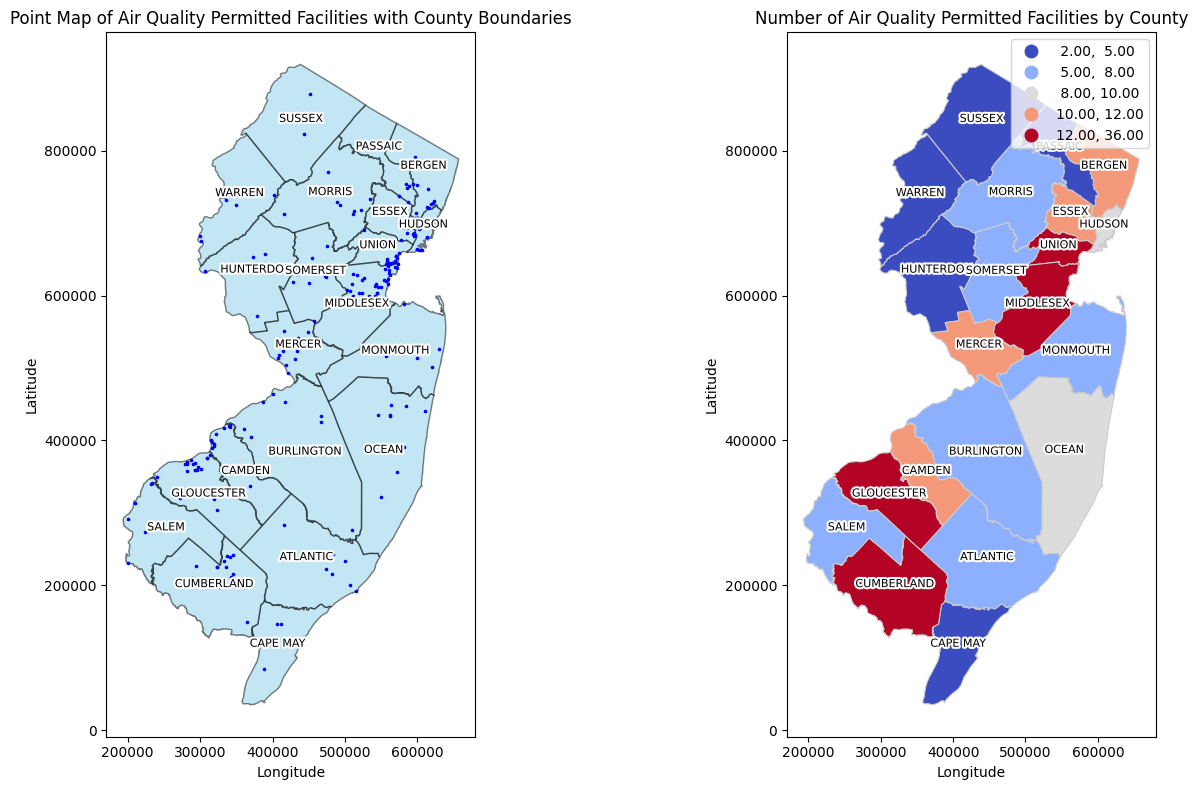 Point Map of Air Quality Permitted Facilities with County Boundaries
800000
600000
400000
200000
0
Latitude
SUSSEX
PASSAIC
BERGEN
WARREN
MORRIS
ESSEX
HUDSON
UNION
HUNTERDO
SOMERSET
MIDDLESEX
MERCER
MONMOUTH
BURLINGTON
OCEAN
CAMDEN
GLOUCESTER
SALEM
ATLANTIC
CUMBERLAND
CAPE MAY
200000 300000 400000 500000 600000
Longitude
Number of Air Quality Permitted Facilities by County
2.00, 5.00
5.00, 8.00
8.00, 10.00
10.00, 12.00
12.00, 36.00
800000
600000
400000
200000
0
Latitude
SUSSEX
PASSAIC
BERGEN
WARREN
MORRIS
ESSEX
HUDSON
UNION
HUNTERDO
SOMERSET
MIDDLESEX
MERCER
MONMOUTH
BURLINGTON
OCEAN
CAMDEN
GLOUCESTER
SALEM
ATLANTIC
CUMBERLAND
CAPE MAY
200000 300000 400000 500000 600000
Longitude